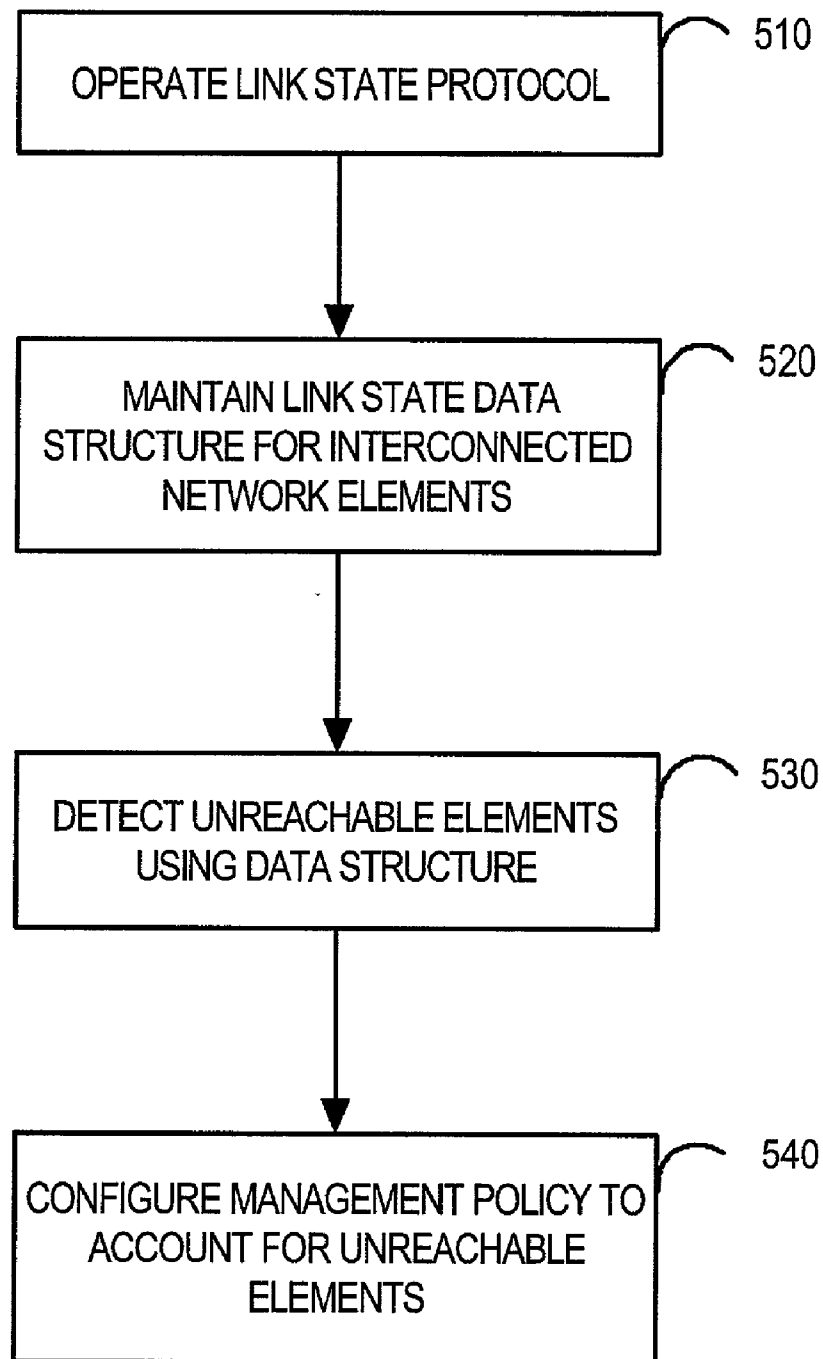 510
OPERATE LINK STATE PROTOCOL
520
MAINTAIN LINK STATE DATA
STRUCTURE FOR INTERCONNECTED
NETWORK ELEMENTS
530
DETECT UNREACHABLE ELEMENTS
USING DATA STRUCTURE
540
CONFIGURE MANAGEMENT POLICY TO
ACCOUNT FOR UNREACHABLE
ELEMENTS